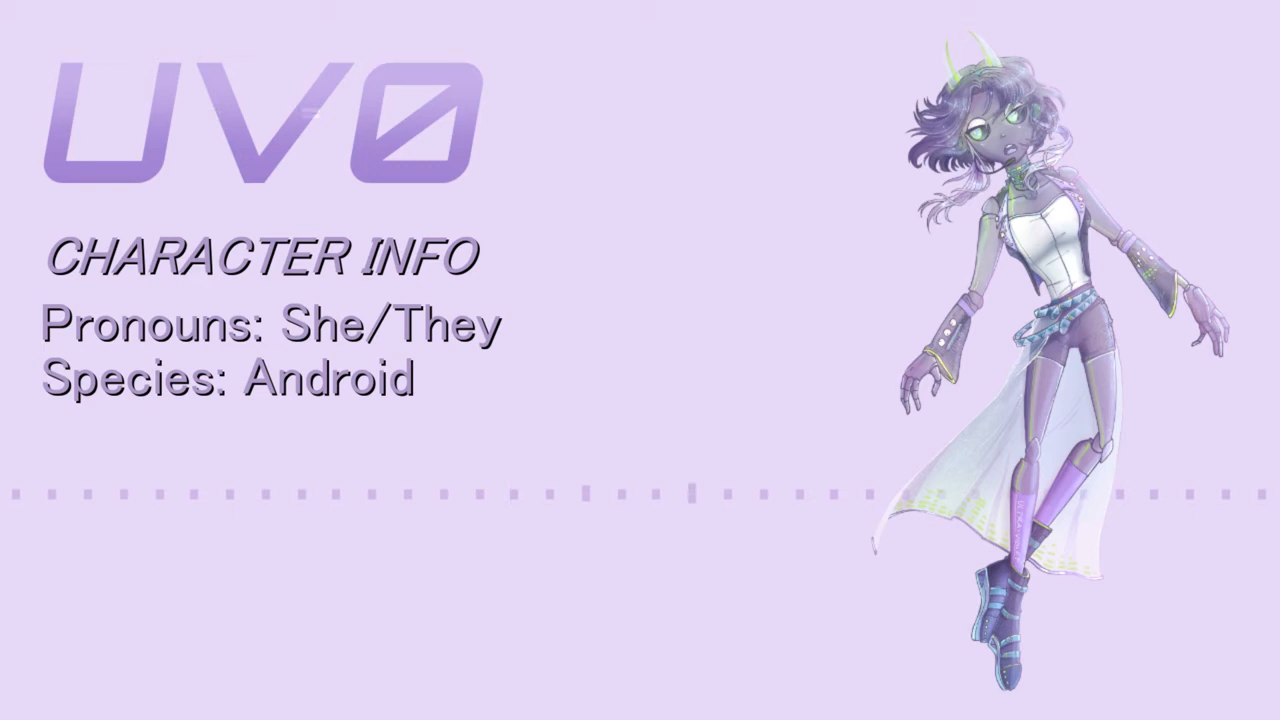 UV0
CHARACTER INFO
Pronouns: She/They
Species: Android